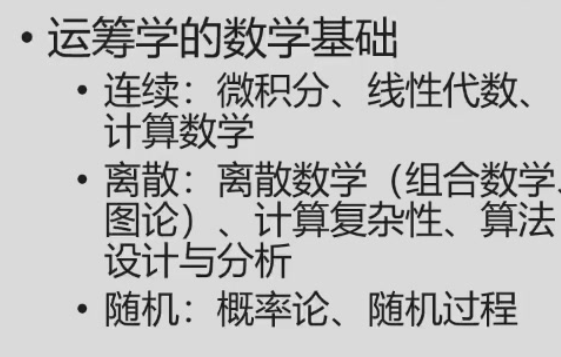 • 运筹学的数学基础
• 连续：微积分、线性代数、
计算数学
• 离散：离散数学（组合数学、
图论）、计算复杂性、算法
设计与分析
• 随机：概率论、随机过程